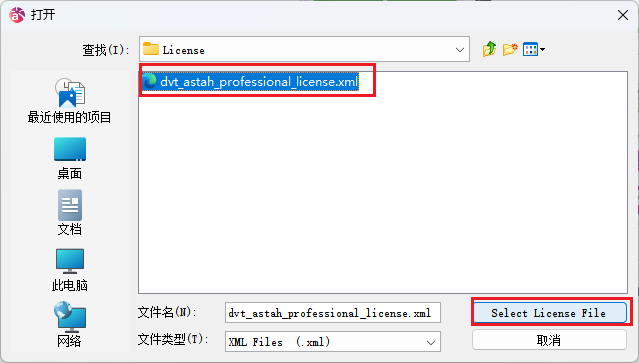 打开
查找(I):
License
dvt_astah_professional_license.xml
最近使用的项目
桌面
文档
此电脑
网络
文件名(N):
dvt_astah_professional_license.xml
Select License File
文件类型(T):
XML Files (.xml)
取消